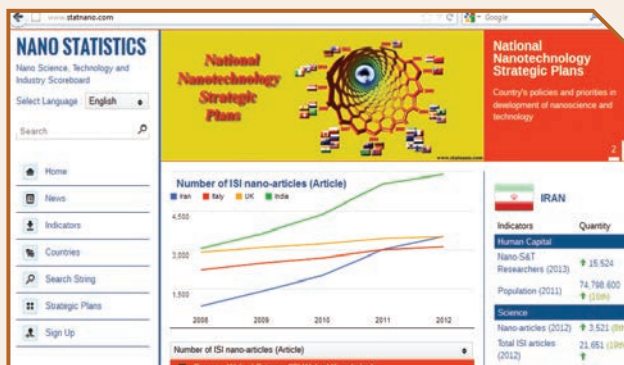 www.statnano.com
Google
NANO STATISTICS
Nano Science, Technology and
Industry Scoreboard
Select Language : English
Search
Home
News
Indicators
Countries
Search String
Strategic Plans
Sign Up
National
Nanotechnology
Strategic
Plans
www.statnano.com
National
Nanotechnology
Strategic Plans
Country's policies and priorities in
development of nanoscience and
technology
2
Number of ISI nano-articles (Article)
Iran Italy UK India
4,500
3,000
1,500
2008 2009 2010 2011 2012
Number of ISI nano-articles (Article)
IRAN
Indicators Quantity
Human Capital
Nano-S&T
Researchers (2013) 15,524
Population (2011) 74,798,600
Science
Nano-articles (2012) 3,521
Total ISI articles
(2012) 21,651